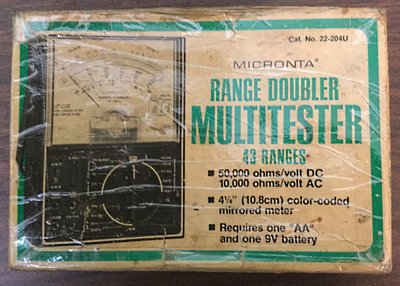 Cat. No. 22-204U
MICRONTA®
RANGE DOUBLER
MULTITESTER
43 RANGES
■ 50,000 ohms/volt DC
10,000 ohms/volt AC
■ 4¼" (10.8cm) color-coded
mirrored meter
■ Requires one "AA"
and one 9V battery